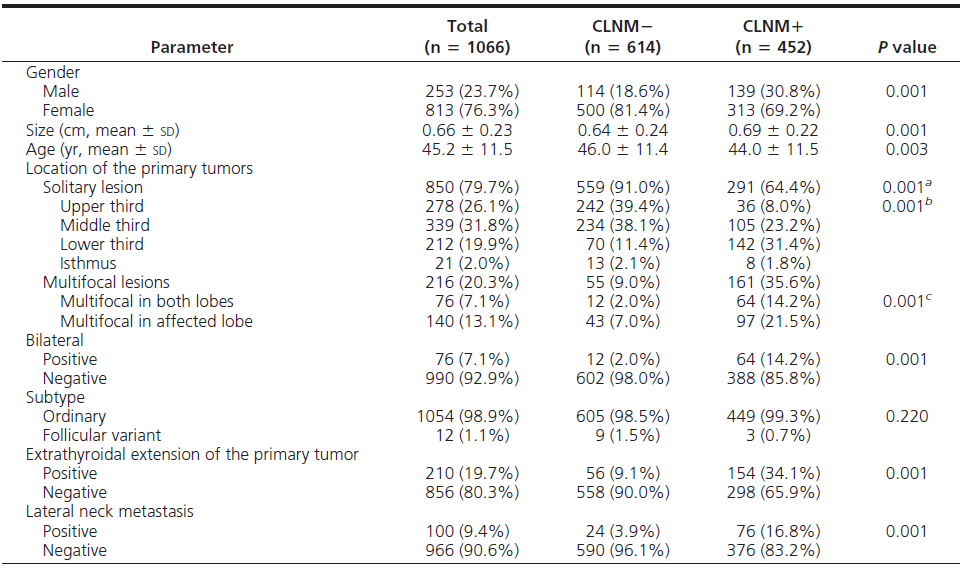 Parameter Total (n = 1066) CLNM− (n = 614) CLNM+ (n = 452) P value
Gender
Male 253 (23.7%) 114 (18.6%) 139 (30.8%) 0.001
Female 813 (76.3%) 500 (81.4%) 313 (69.2%)
Size (cm, mean ± SD) 0.66 ± 0.23 0.64 ± 0.24 0.69 ± 0.22 0.001
Age (yr, mean ± SD) 45.2 ± 11.5 46.0 ± 11.4 44.0 ± 11.5 0.003
Location of the primary tumors
Solitary lesion 850 (79.7%) 559 (91.0%) 291 (64.4%) 0.001a
Upper third 278 (26.1%) 242 (39.4%) 36 (8.0%) 0.001b
Middle third 339 (31.8%) 234 (38.1%) 105 (23.2%)
Lower third 212 (19.9%) 70 (11.4%) 142 (31.4%)
Isthmus 21 (2.0%) 13 (2.1%) 8 (1.8%)
Multifocal lesions 216 (20.3%) 55 (9.0%) 161 (35.6%)
Multifocal in both lobes 76 (7.1%) 12 (2.0%) 64 (14.2%) 0.001c
Multifocal in affected lobe 140 (13.1%) 43 (7.0%) 97 (21.5%)
Bilateral
Positive 76 (7.1%) 12 (2.0%) 64 (14.2%) 0.001
Negative 990 (92.9%) 602 (98.0%) 388 (85.8%)
Subtype
Ordinary 1054 (98.9%) 605 (98.5%) 449 (99.3%) 0.220
Follicular variant 12 (1.1%) 9 (1.5%) 3 (0.7%)
Extrathyroidal extension of the primary tumor
Positive 210 (19.7%) 56 (9.1%) 154 (34.1%) 0.001
Negative 856 (80.3%) 558 (90.0%) 298 (65.9%)
Lateral neck metastasis
Positive 100 (9.4%) 24 (3.9%) 76 (16.8%) 0.001
Negative 966 (90.6%) 590 (96.1%) 376 (83.2%)